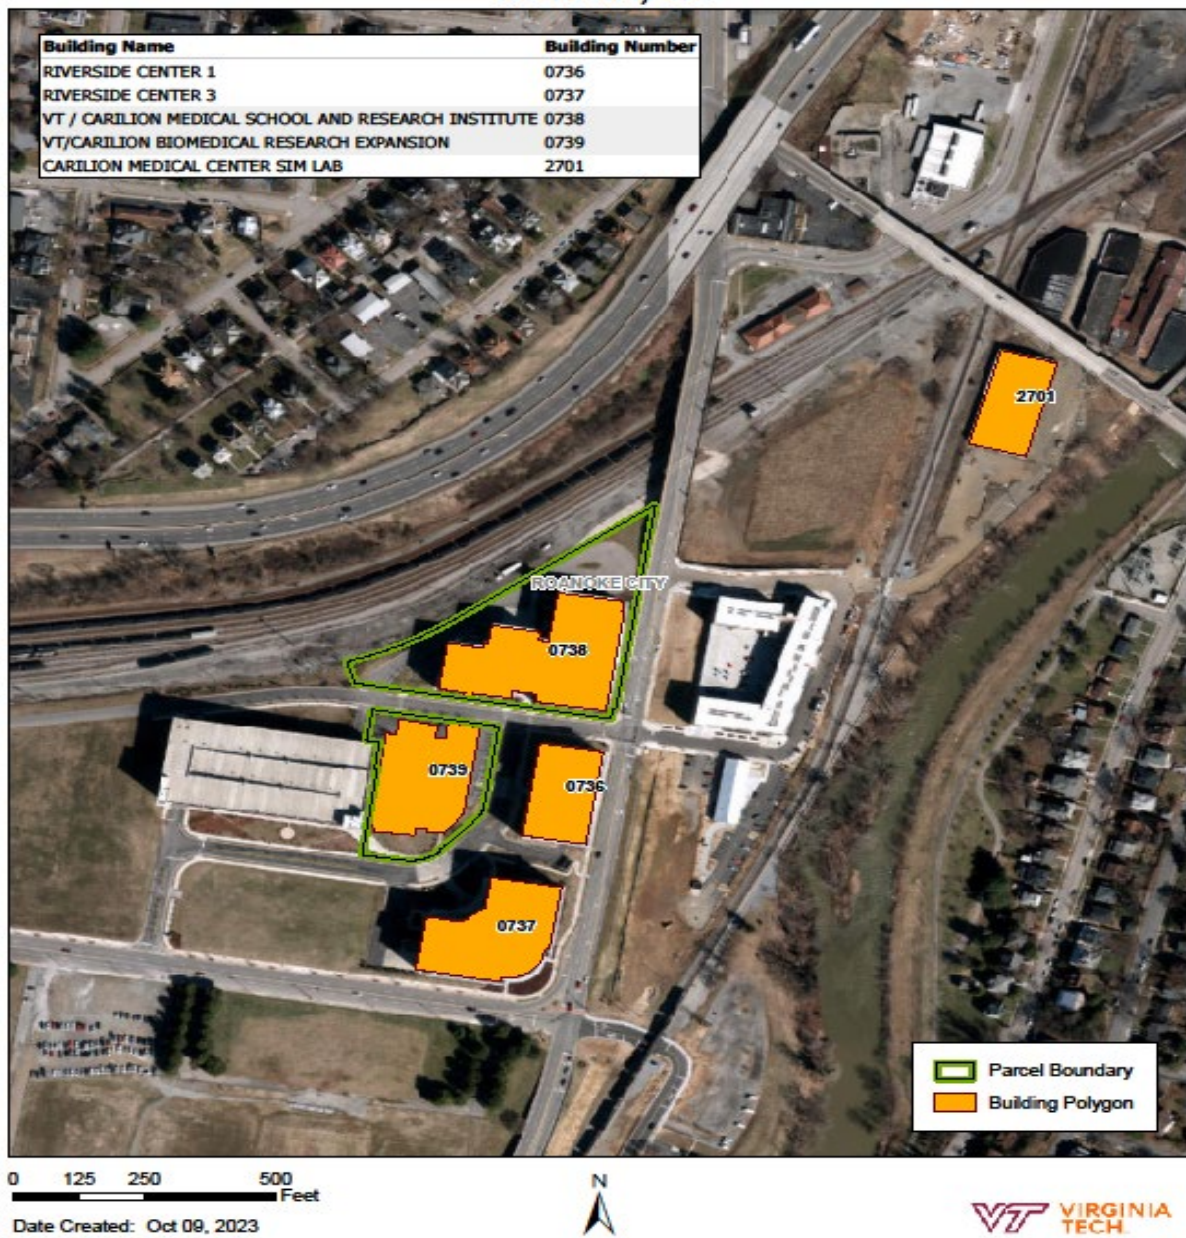 Building Name Building Number
RIVERSIDE CENTER 1 0736
RIVERSIDE CENTER 3 0737
VT / CARILION MEDICAL SCHOOL AND RESEARCH INSTITUTE 0738
VT/CARILION BIOMEDICAL RESEARCH EXPANSION 0739
CARILION MEDICAL CENTER SIM LAB 2701
2701
ROANOKE CITY
0738
0739
0736
0737
Parcel Boundary
Building Polygon
0 125 250 500
Feet
N
Date Created: Oct 09, 2023
VT VIRGINIA
TECH